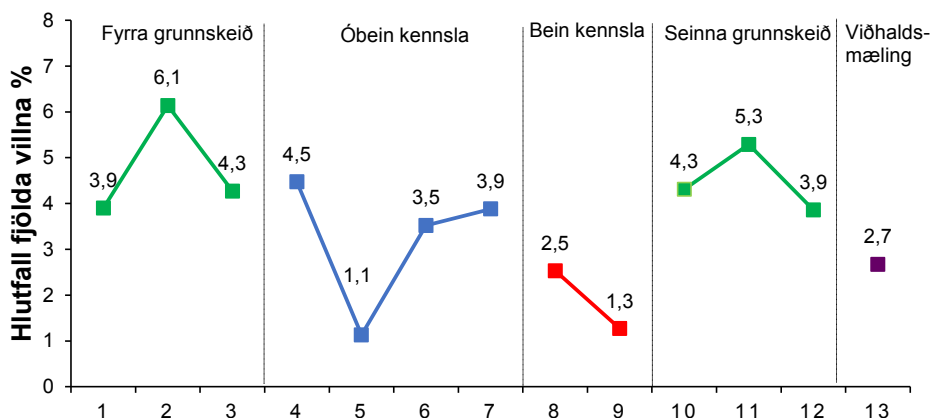 8
7
6
5
4
3
2
1
0
Hlutfall fjölda villna %
Fyrra grunnskeið
Óbein kennsla
Bein kennsla
Seinna grunnskeið
Viðhalds-
mæling
3,9
6,1
4,3
4,5
1,1
3,5
3,9
2,5
1,3
4,3
5,3
3,9
2,7
1 2 3 4 5 6 7 8 9 10 11 12 13